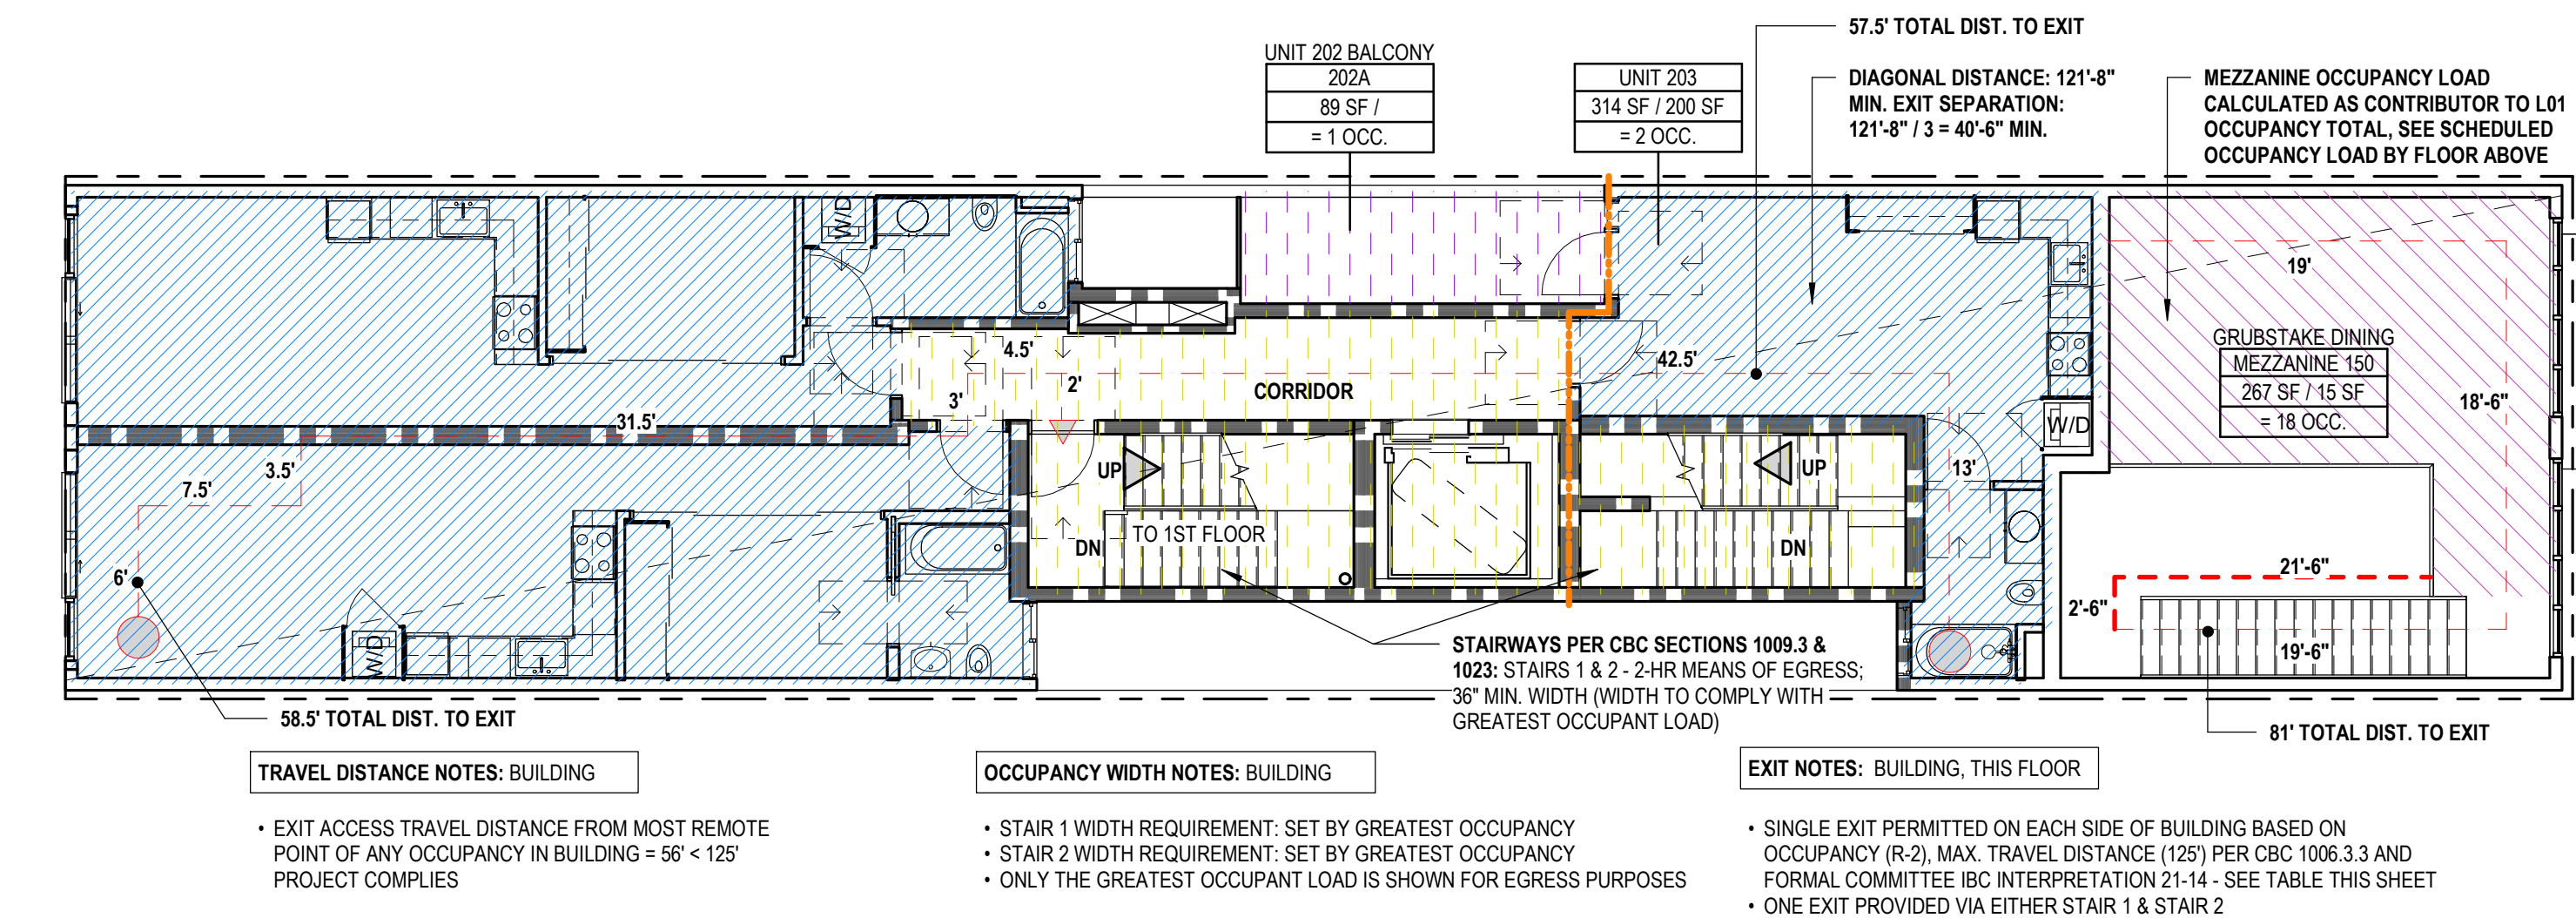 57.5' TOTAL DIST. TO EXIT
UNIT 202 BALCONY
202A
89 SF /
= 1 OCC.
UNIT 203
314 SF / 200 SF
= 2 OCC.
DIAGONAL DISTANCE: 121'-8"
MIN. EXIT SEPARATION:
121'-8" / 3 = 40'-6" MIN.
MEZZANINE OCCUPANCY LOAD
CALCULATED AS CONTRIBUTOR TO L01
OCCUPANCY TOTAL, SEE SCHEDULED
OCCUPANCY LOAD BY FLOOR ABOVE
W/D
19'
GRUBSTAKE DINING
MEZZANINE 150
267 SF / 15 SF
= 18 OCC.
18'-6"
4.5'
2'
3'
CORRIDOR
42.5'
31.5'
W/D
3.5'
7.5'
UP
UP
13'
TO 1ST FLOOR
DN
DN
6'
21'-6"
2'-6"
19'-6"
W/D
STAIRWAYS PER CBC SECTIONS 1009.3 &
1023: STAIRS 1 & 2 - 2-HR MEANS OF EGRESS;
36" MIN. WIDTH (WIDTH TO COMPLY WITH
GREATEST OCCUPANT LOAD)
58.5' TOTAL DIST. TO EXIT
81' TOTAL DIST. TO EXIT
TRAVEL DISTANCE NOTES: BUILDING
• EXIT ACCESS TRAVEL DISTANCE FROM MOST REMOTE
POINT OF ANY OCCUPANCY IN BUILDING = 56' < 125'
PROJECT COMPLIES
OCCUPANCY WIDTH NOTES: BUILDING
• STAIR 1 WIDTH REQUIREMENT: SET BY GREATEST OCCUPANCY
• STAIR 2 WIDTH REQUIREMENT: SET BY GREATEST OCCUPANCY
• ONLY THE GREATEST OCCUPANT LOAD IS SHOWN FOR EGRESS PURPOSES
EXIT NOTES: BUILDING, THIS FLOOR
• SINGLE EXIT PERMITTED ON EACH SIDE OF BUILDING BASED ON
OCCUPANCY (R-2), MAX. TRAVEL DISTANCE (125') PER CBC 1006.3.3 AND
FORMAL COMMITTEE IBC INTERPRETATION 21-14 - SEE TABLE THIS SHEET
• ONE EXIT PROVIDED VIA EITHER STAIR 1 & STAIR 2